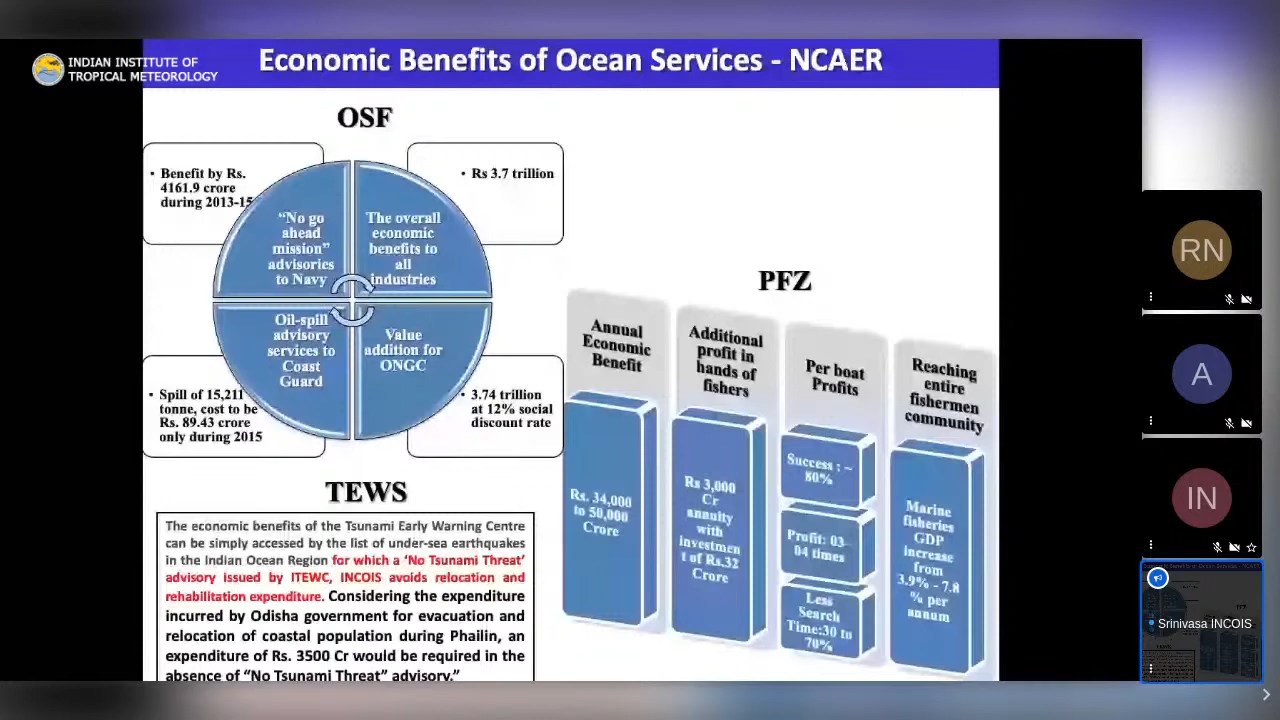 INDIAN INSTITUTE OF
TROPICAL METEOROLOGY
Economic Benefits of Ocean Services - NCAER
OSF
• Benefit by Rs.
4161.9 crore
during 2013-15
• Rs 3.7 trillion
“No go
ahead
mission”
advisories
to Navy
The overall
economic
benefits to
all
industries
Oil-spill
advisory
services to
Coast
Guard
Value
addition for
ONGC
• Spill of 15,211
tonne, cost to be
Rs. 89.43 crore
only during 2015
• 3.74 trillion
at 12% social
discount rate
TEWS
The economic benefits of the Tsunami Early Warning Centre
can be simply accessed by the list of under-sea earthquakes
in the Indian Ocean Region for which a ‘No Tsunami Threat’
advisory issued by ITEWC, INCOIS avoids relocation and
rehabilitation expenditure. Considering the expenditure
incurred by Odisha government for evacuation and
relocation of coastal population during Phailin, an
expenditure of Rs. 3500 Cr would be required in the
absence of “No Tsunami Threat” advisory.”
PFZ
Annual
Economic
Benefit
Rs. 34,000
to 50,000
Crore
Additional
profit in
hands of
fishers
Rs 3,000
Cr
annuity
with
investmen
t of Rs.32
Crore
Per boat
Profits
Success : ~
80%
Profit: 03-
04 times
Less
Search
Time:30 to
70%
Reaching
entire
fishermen
community
Marine
fisheries
GDP
increase
from
3.9% - 7.8
% per
annum
RN
A
IN
Srinivasa INCOIS